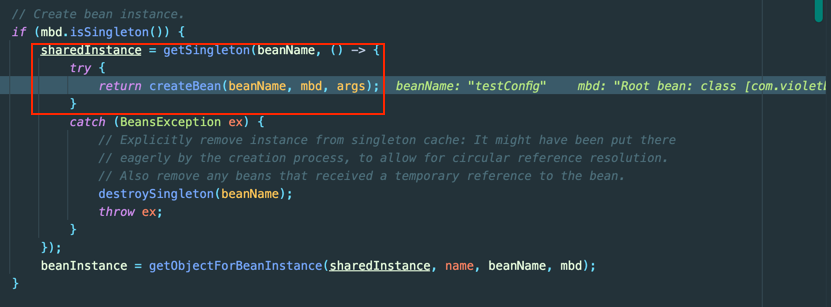 // Create bean instance.
if (mbd.isSingleton()) {
sharedInstance = getSingleton(beanName, () -> {
try {
return createBean(beanName, mbd, args); beanName: "testConfig" mbd: "Root bean: class [com.violet
}
catch (BeansException ex) {
// Explicitly remove instance from singleton cache: It might have been put there
// eagerly by the creation process, to allow for circular reference resolution.
// Also remove any beans that received a temporary reference to the bean.
destroySingleton(beanName);
throw ex;
}
});
beanInstance = getObjectForBeanInstance(sharedInstance, name, beanName, mbd);
}